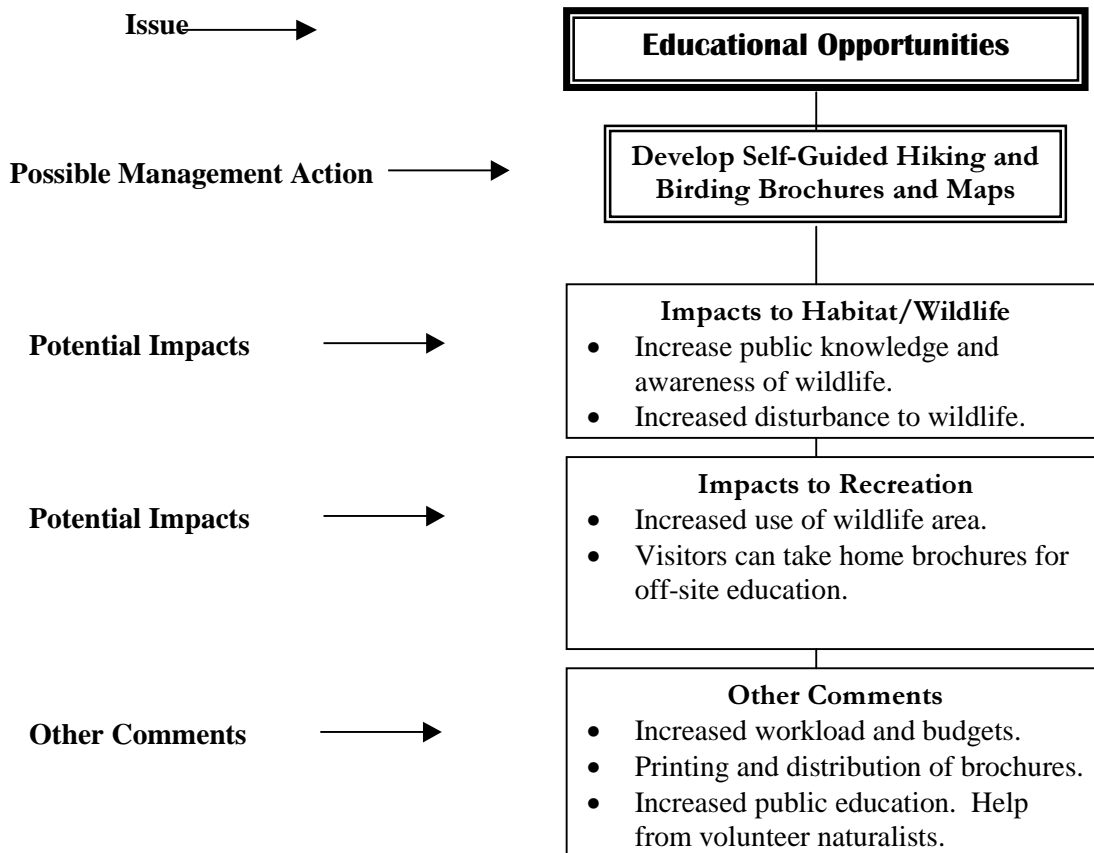 Issue
Educational Opportunities
Possible Management Action
Develop Self-Guided Hiking and
Birding Brochures and Maps
Potential Impacts
Impacts to Habitat/Wildlife
• Increase public knowledge and
awareness of wildlife.
• Increased disturbance to wildlife.
Potential Impacts
Impacts to Recreation
• Increased use of wildlife area.
• Visitors can take home brochures for
off-site education.
Other Comments
Other Comments
• Increased workload and budgets.
• Printing and distribution of brochures.
• Increased public education.  Help
from volunteer naturalists.